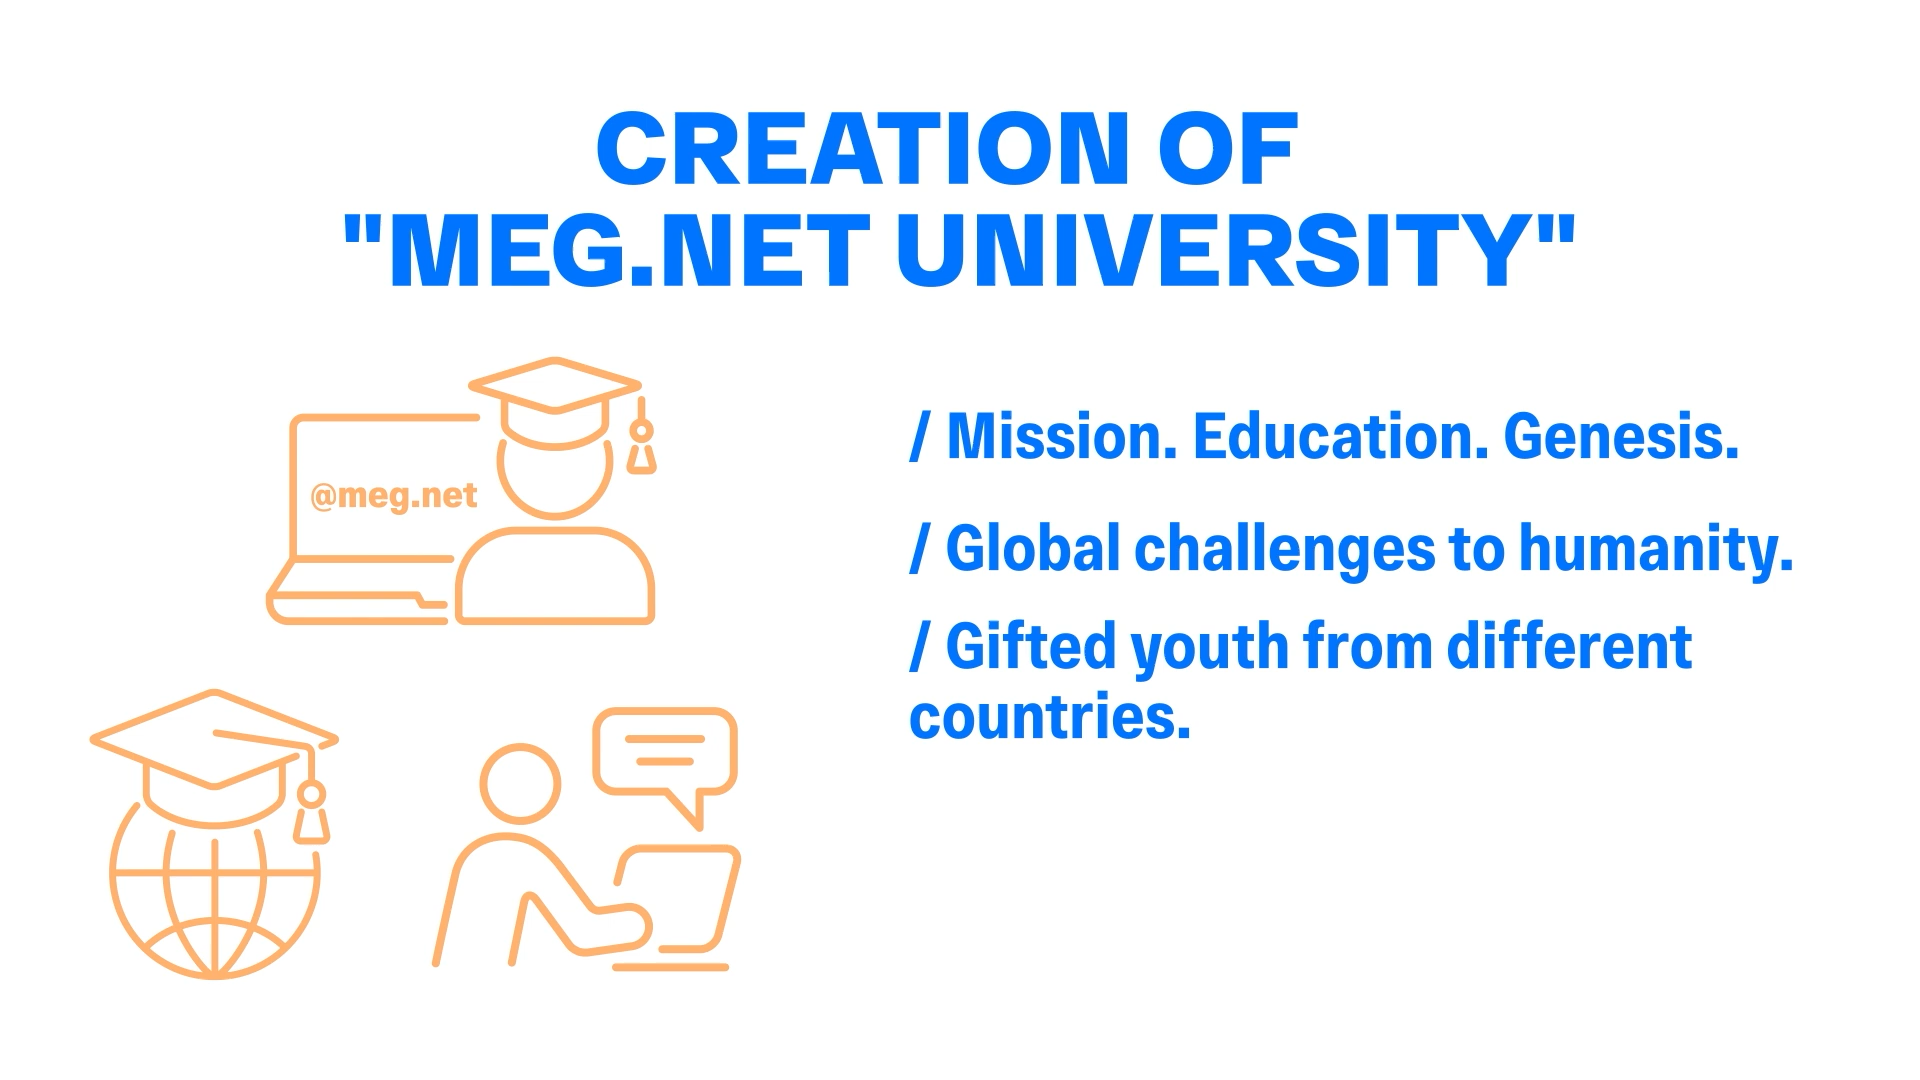 CREATION OF
"MEG.NET UNIVERSITY"
@meg.net
/ Mission. Education. Genesis.
/ Global challenges to humanity.
/ Gifted youth from different
countries.